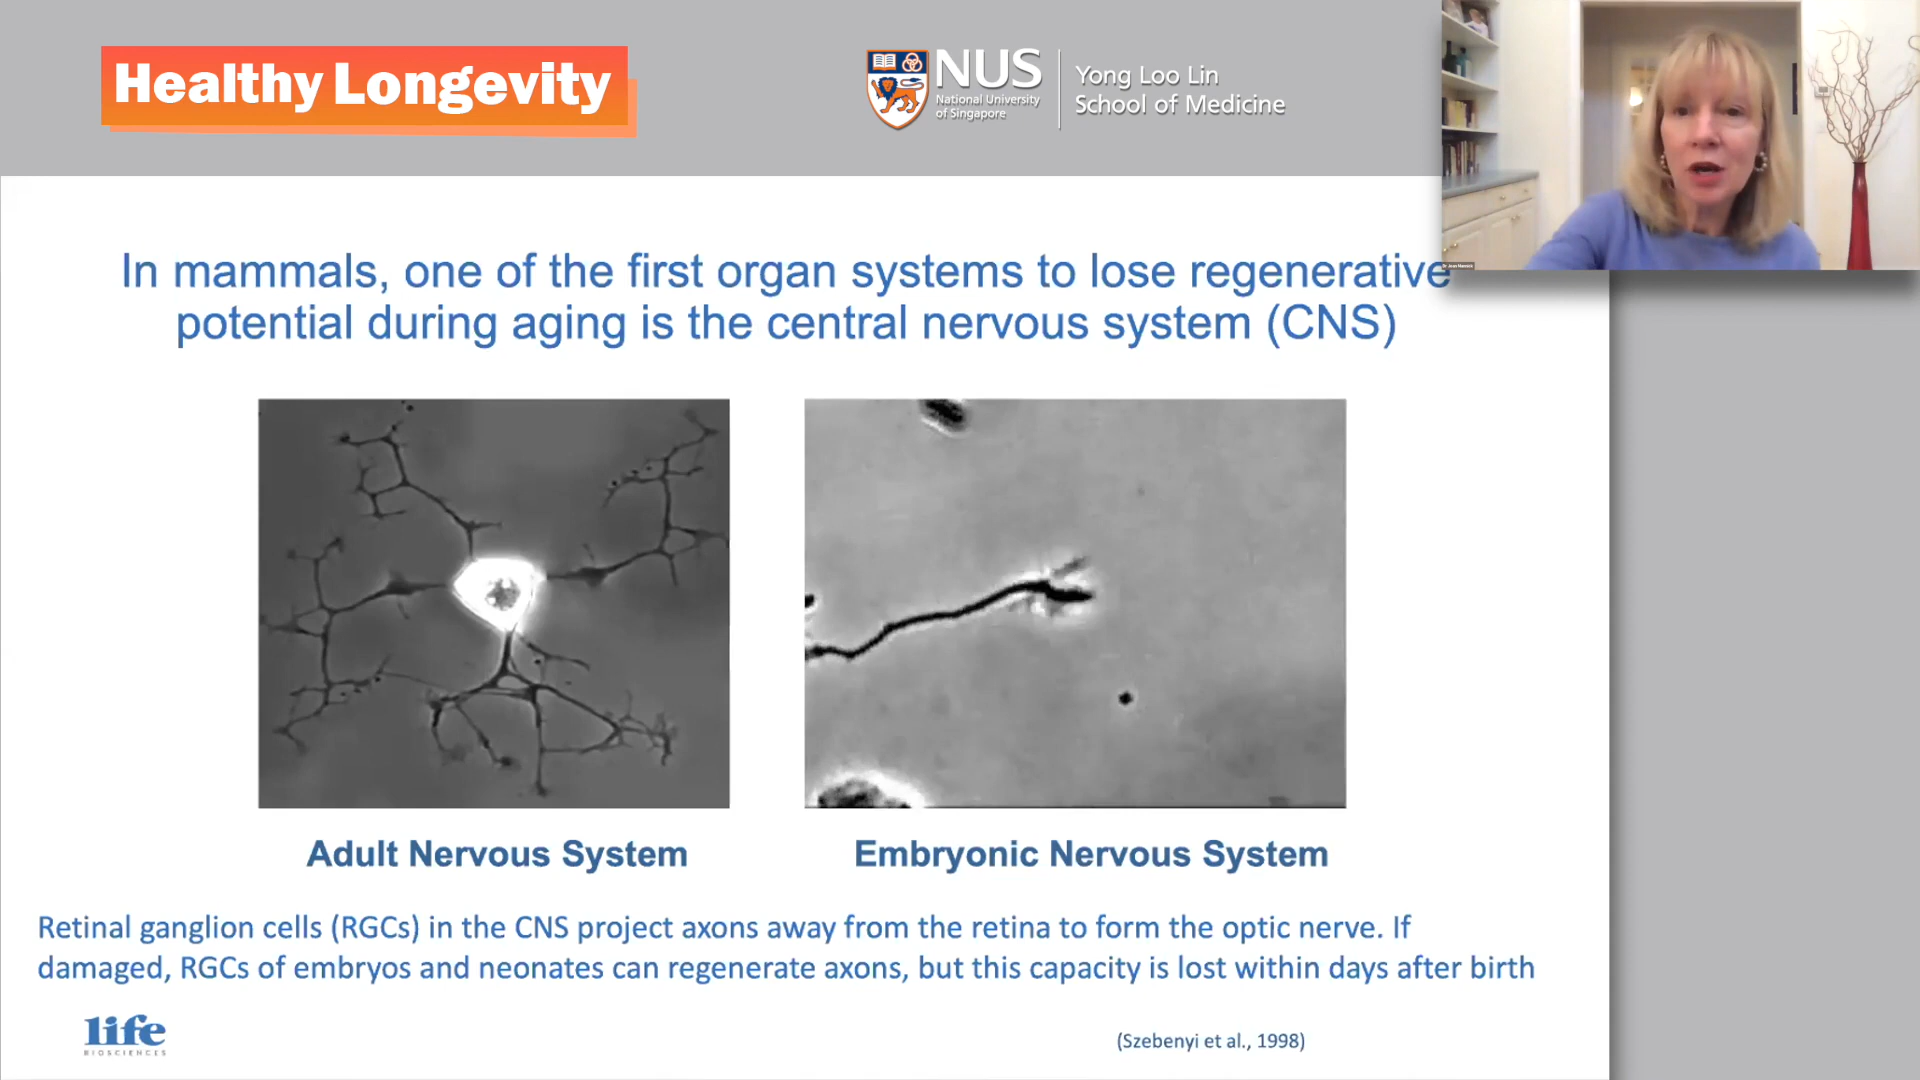 Healthy Longevity
NUS
National University
of Singapore
Yong Loo Lin
School of Medicine
In mammals, one of the first organ systems to lose regenerative
potential during aging is the central nervous system (CNS)
Adult Nervous System
Embryonic Nervous System
Retinal ganglion cells (RGCs) in the CNS project axons away from the retina to form the optic nerve. If
damaged, RGCs of embryos and neonates can regenerate axons, but this capacity is lost within days after birth
life
BIOSCIENCES
(Szebenyi et al., 1998)